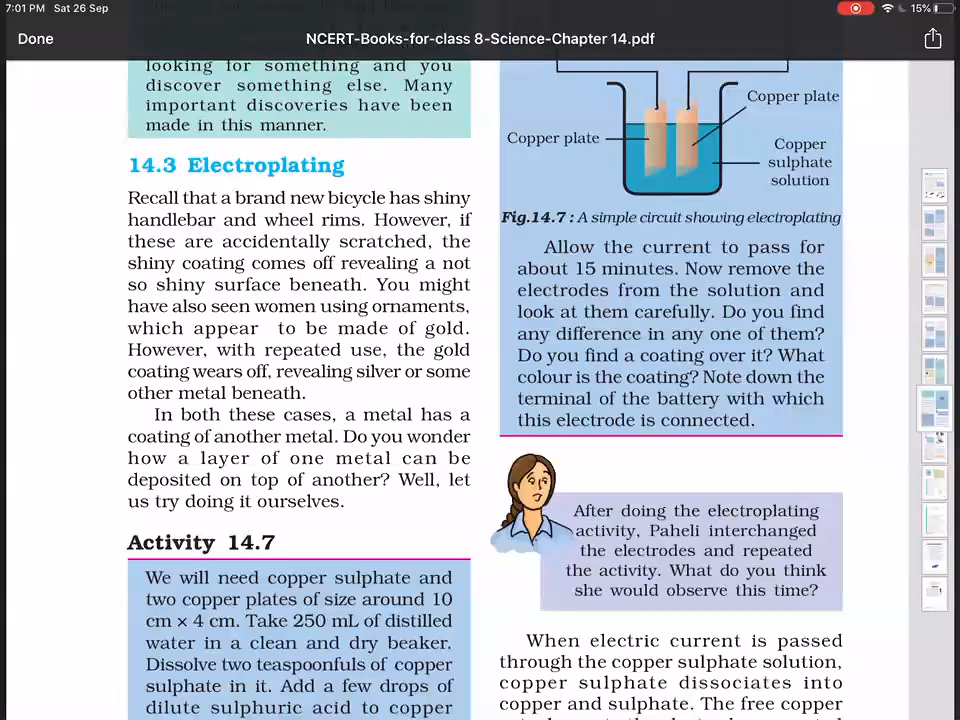 7:01 PM Sat 26 Sep
15%
Done
NCERT-Books-for-class 8-Science-Chapter 14.pdf
looking for something and you
discover something else. Many
important discoveries have been
made in this manner.
14.3 Electroplating
Recall that a brand new bicycle has shiny
handlebar and wheel rims. However, if
these are accidentally scratched, the
shiny coating comes off revealing a not
so shiny surface beneath. You might
have also seen women using ornaments,
which appear to be made of gold.
However, with repeated use, the gold
coating wears off, revealing silver or some
other metal beneath.
In both these cases, a metal has a
coating of another metal. Do you wonder
how a layer of one metal can be
deposited on top of another? Well, let
us try doing it ourselves.
Activity 14.7
We will need copper sulphate and
two copper plates of size around 10
cm × 4 cm. Take 250 mL of distilled
water in a clean and dry beaker.
Dissolve two teaspoonfuls of copper
sulphate in it. Add a few drops of
dilute sulphuric acid to copper
Copper plate
Copper plate
Copper
sulphate
solution
Fig.14.7 : A simple circuit showing electroplating
Allow the current to pass for
about 15 minutes. Now remove the
electrodes from the solution and
look at them carefully. Do you find
any difference in any one of them?
Do you find a coating over it? What
colour is the coating? Note down the
terminal of the battery with which
this electrode is connected.
After doing the electroplating
activity, Paheli interchanged
the electrodes and repeated
the activity. What do you think
she would observe this time?
When electric current is passed
through the copper sulphate solution,
copper sulphate dissociates into
copper and sulphate. The free copper